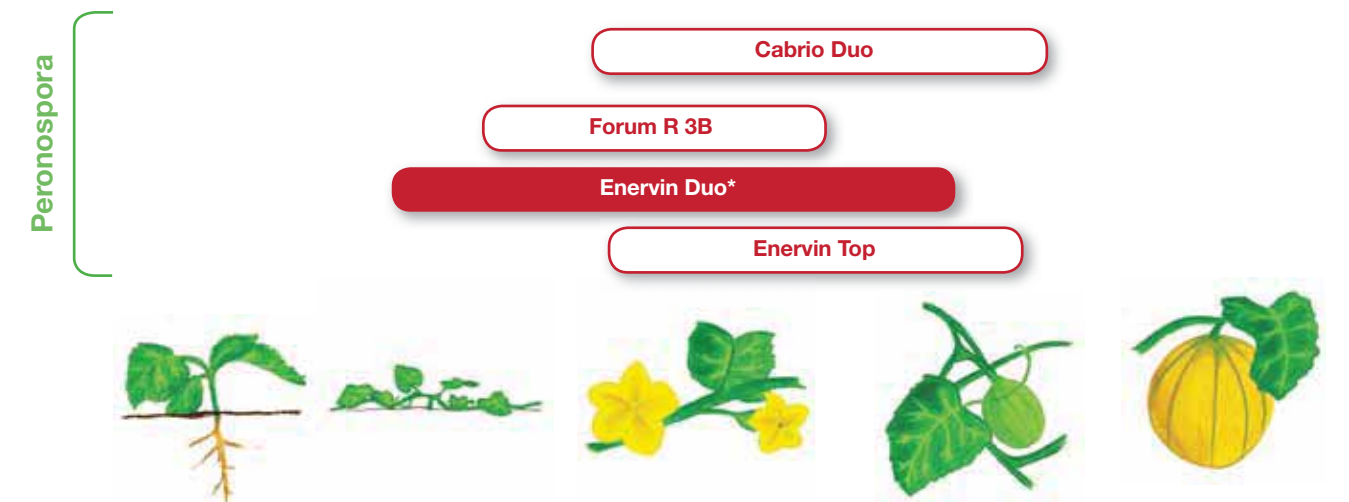 Peronospora
Cabrio Duo
Forum R 3B
Enervin Duo*
Enervin Top